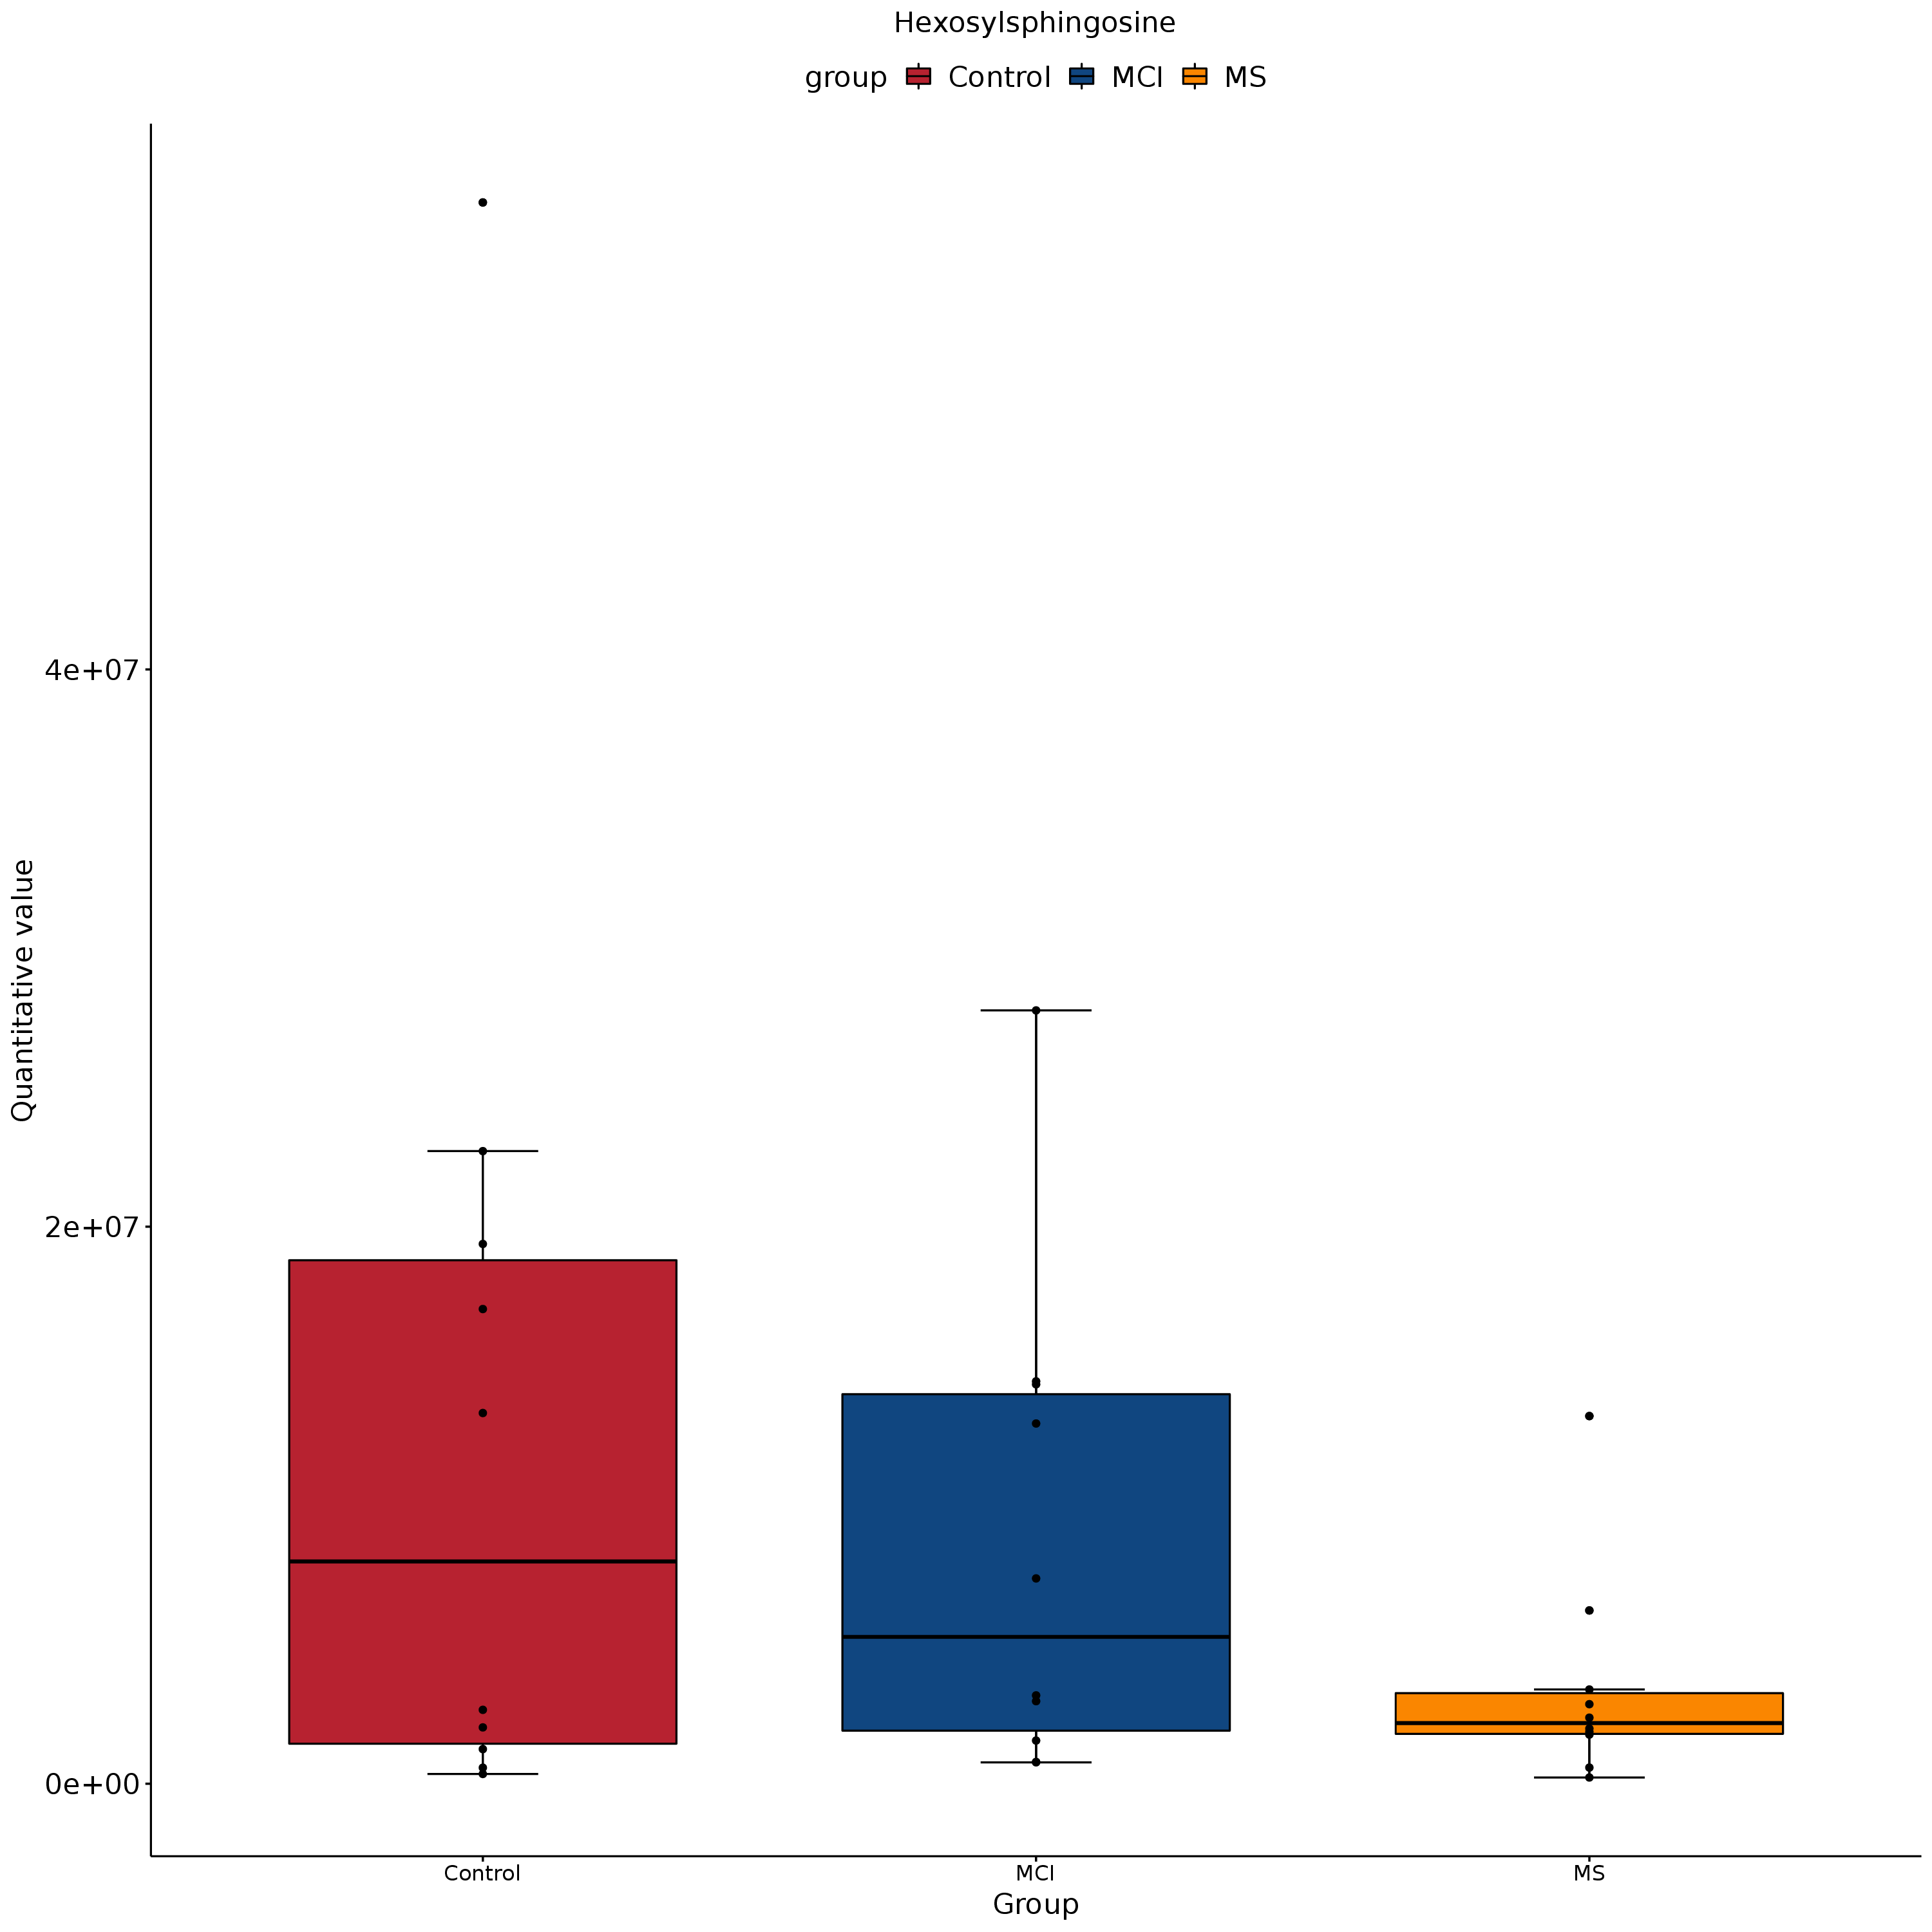 Hexosylsphingosine
group Control MCI MS
Quantitative value
4e+07
2e+07
0e+00
Control MCI MS
Group